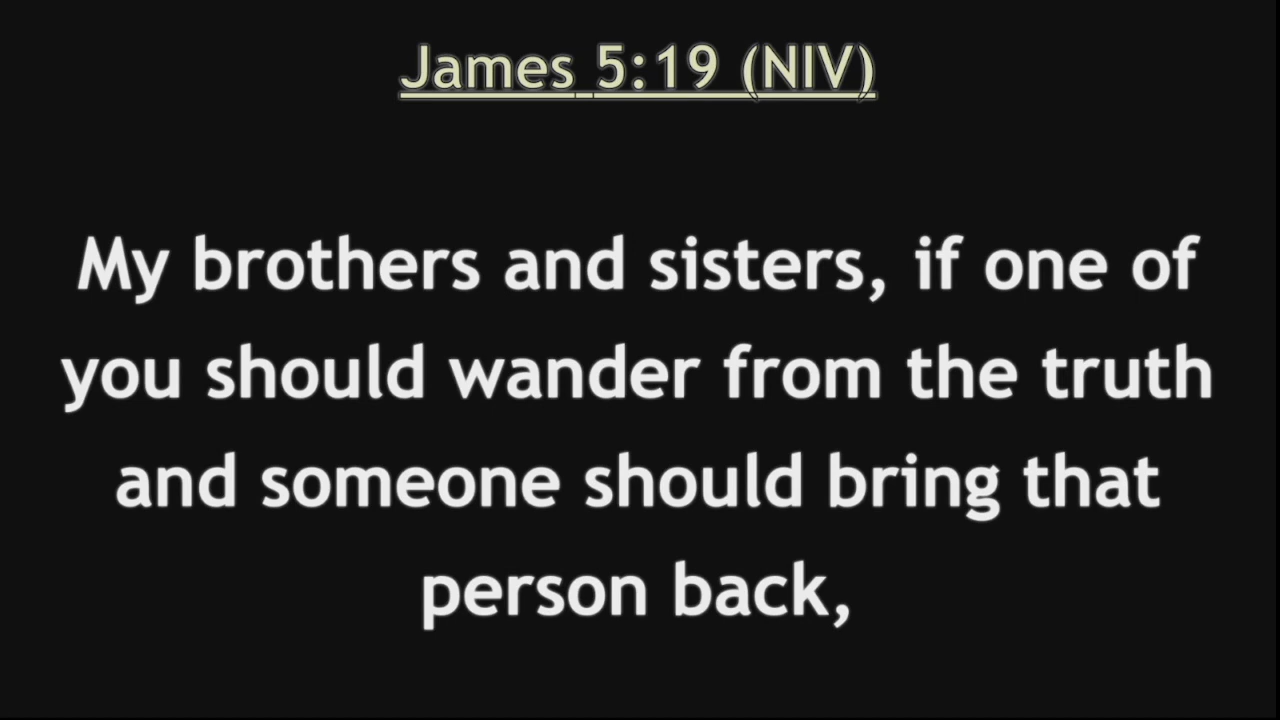 James 5:19 (NIV)
My brothers and sisters, if one of
you should wander from the truth
and someone should bring that
person back,